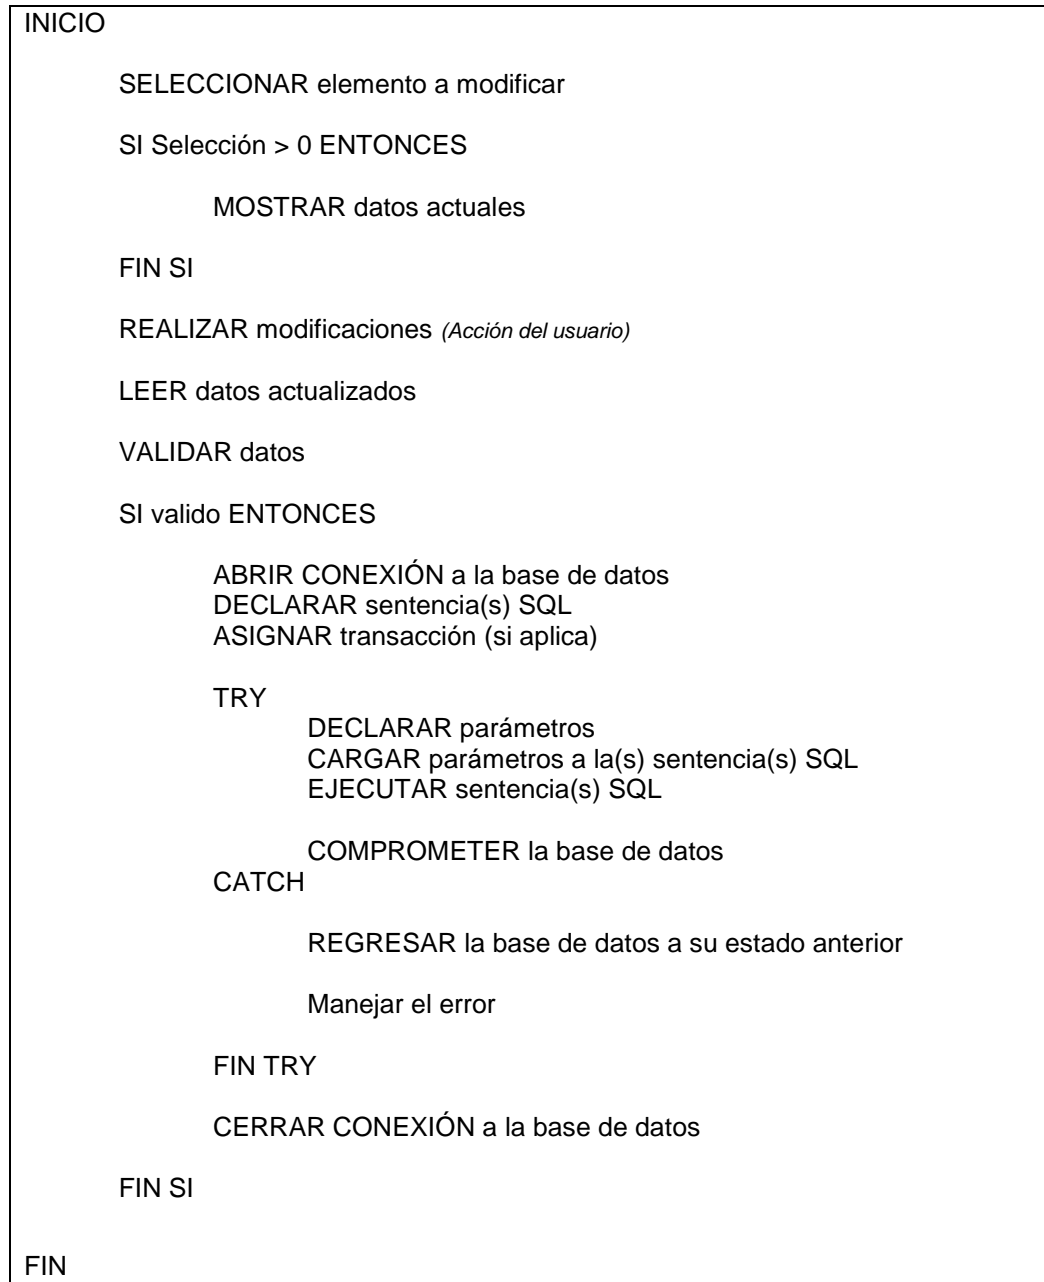 INICIO
SELECCIONAR elemento a modificar
SI Selección > 0 ENTONCES
MOSTRAR datos actuales
FIN SI
REALIZAR modificaciones (Acción del usuario)
LEER datos actualizados
VALIDAR datos
SI valido ENTONCES
ABRIR CONEXIÓN a la base de datos
DECLARAR sentencia(s) SQL
ASIGNAR transacción (si aplica)
TRY
DECLARAR parámetros
CARGAR parámetros a la(s) sentencia(s) SQL
EJECUTAR sentencia(s) SQL
COMPROMETER la base de datos
CATCH
REGRESAR la base de datos a su estado anterior
Manejar el error
FIN TRY
CERRAR CONEXIÓN a la base de datos
FIN SI
FIN